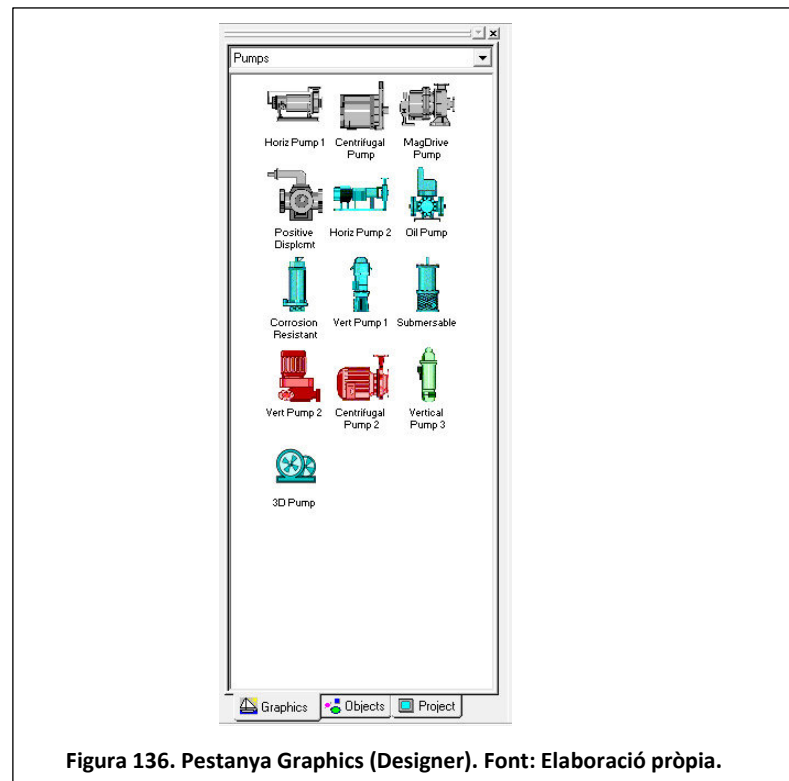 Pumps
Horiz Pump 1 Centrifugal Pump MagDrive Pump
Positive Displcmt Horiz Pump 2 Oil Pump
Corrosion Resistant Vert Pump 1 Submersable
Vert Pump 2 Centrifugal Pump 2 Vertical Pump 3
3D Pump
Graphics Objects Project
Figura 136. Pestanya Graphics (Designer). Font: Elaboració pròpia.